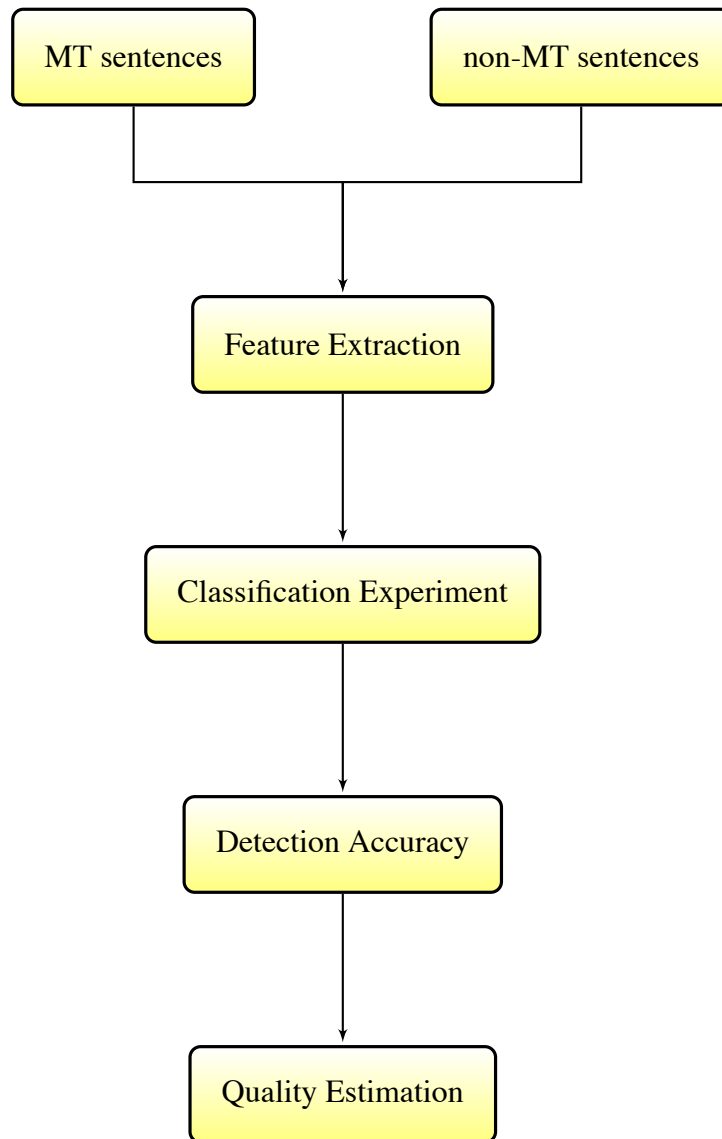 MT sentences
non-MT sentences
Feature Extraction
Classification Experiment
Detection Accuracy
Quality Estimation